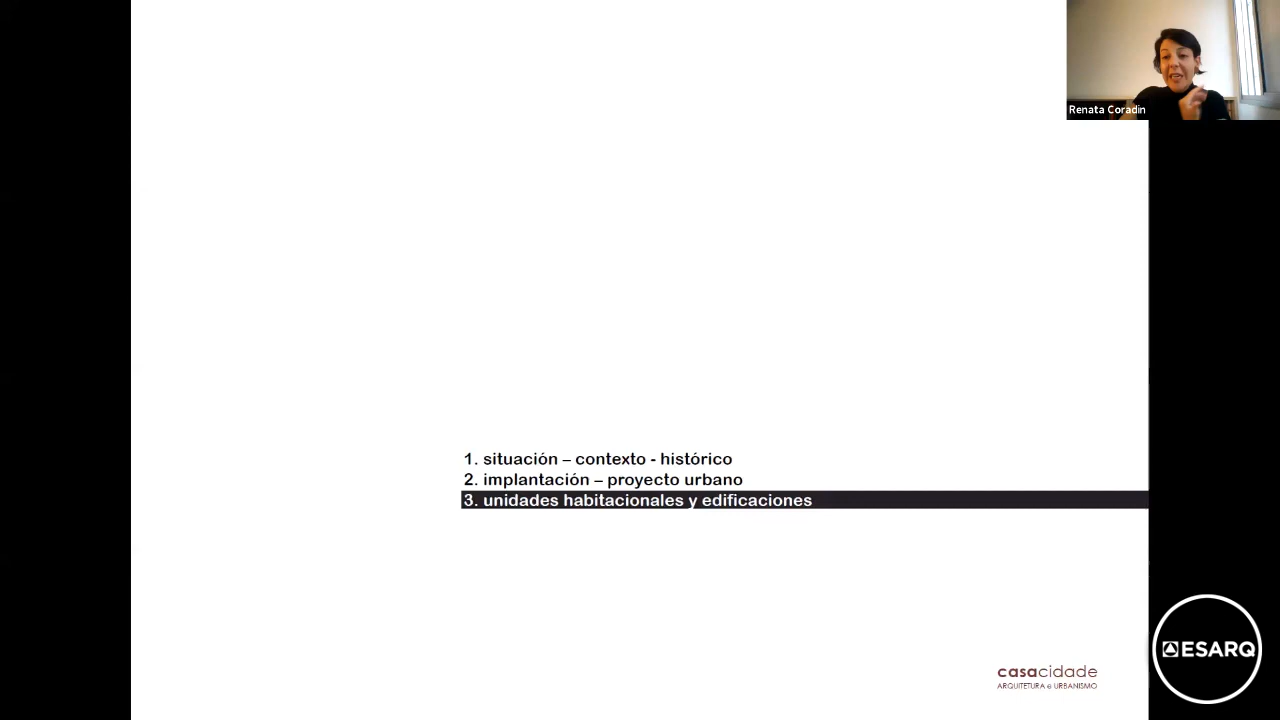 Renata Coradin
1. situación – contexto - histórico
2. implantación – proyecto urbano
3. unidades habitacionales y edificaciones
casacidade
ARQUITETURA e URBANISMO
ESARQ